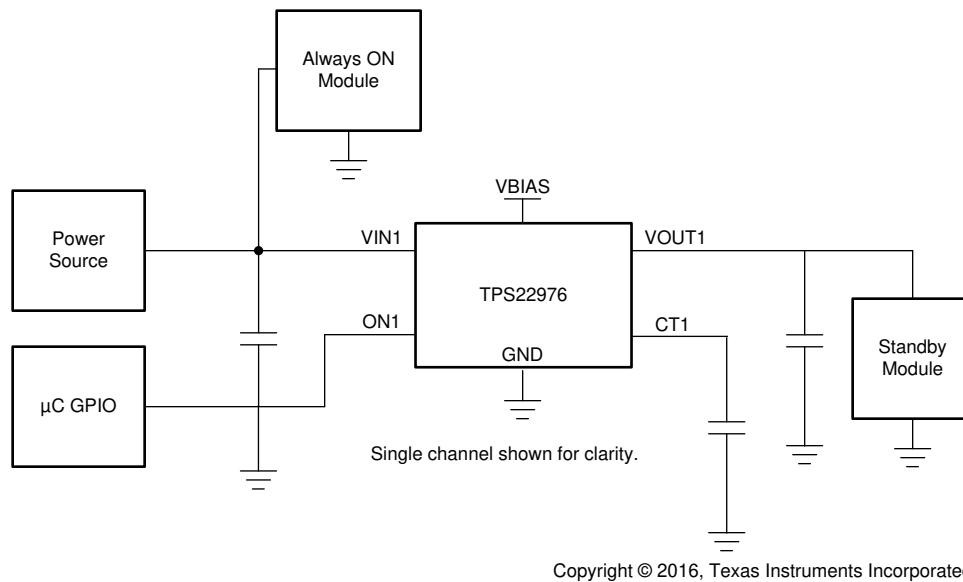 Always ON
Module
Power
Source
VBIAS
VIN1
VOUT1
TPS22976
ON1
CT1
GND
µC GPIO
Standby
Module
Single channel shown for clarity.
Copyright © 2016, Texas Instruments